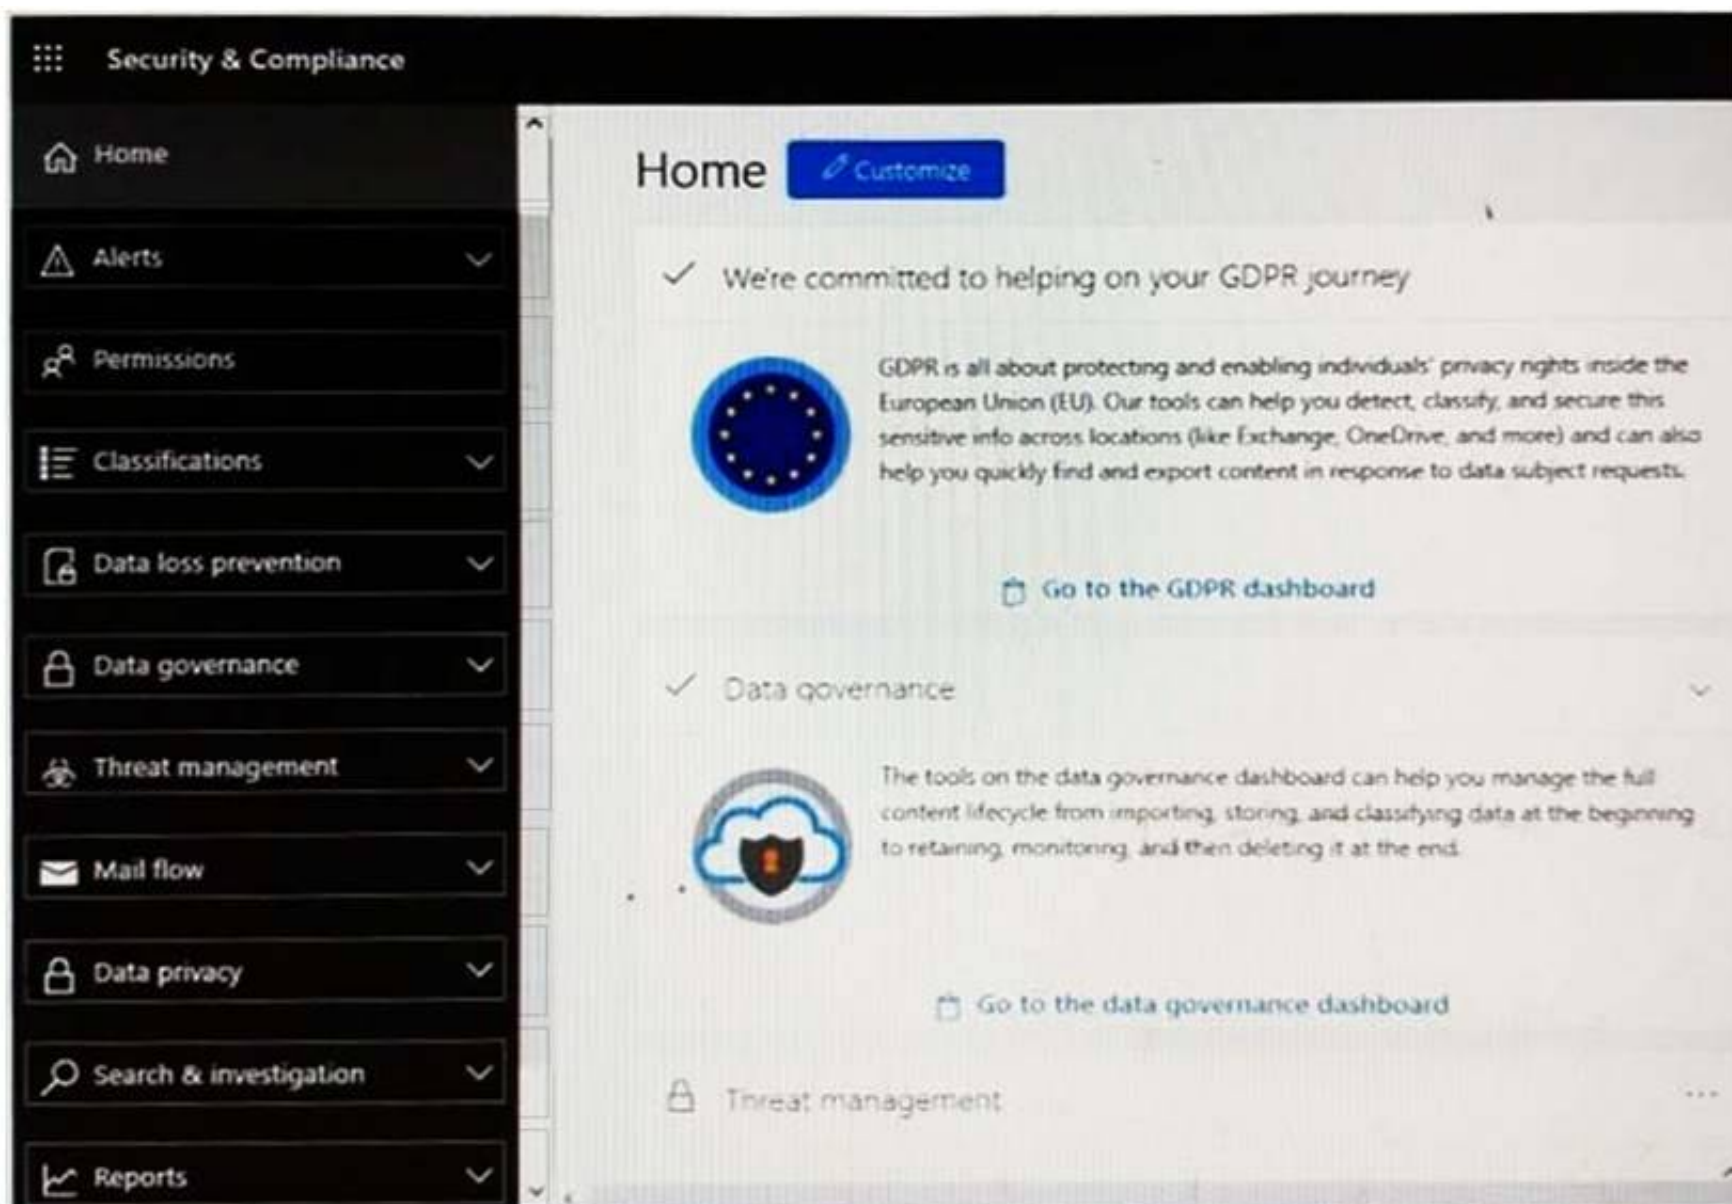 Security & Compliance
Home
Alerts
Permissions
Classifications
Data loss prevention
Data governance
Threat management
Mail flow
Data privacy
Search & investigation
Reports
Home
Customize
We're committed to helping on your GDPR journey
GDPR is all about protecting and enabling individuals' privacy rights inside the
European Union (EU). Our tools can help you detect, classify, and secure this
sensitive info across locations (like Exchange, OneDrive, and more) and can also
help you quickly find and export content in response to data subject requests.
Go to the GDPR dashboard
Data governance
The tools on the data governance dashboard can help you manage the full
content lifecycle from importing, storing, and classifying data at the beginning
to retaining, monitoring, and then deleting it at the end.
Go to the data governance dashboard
Threat management